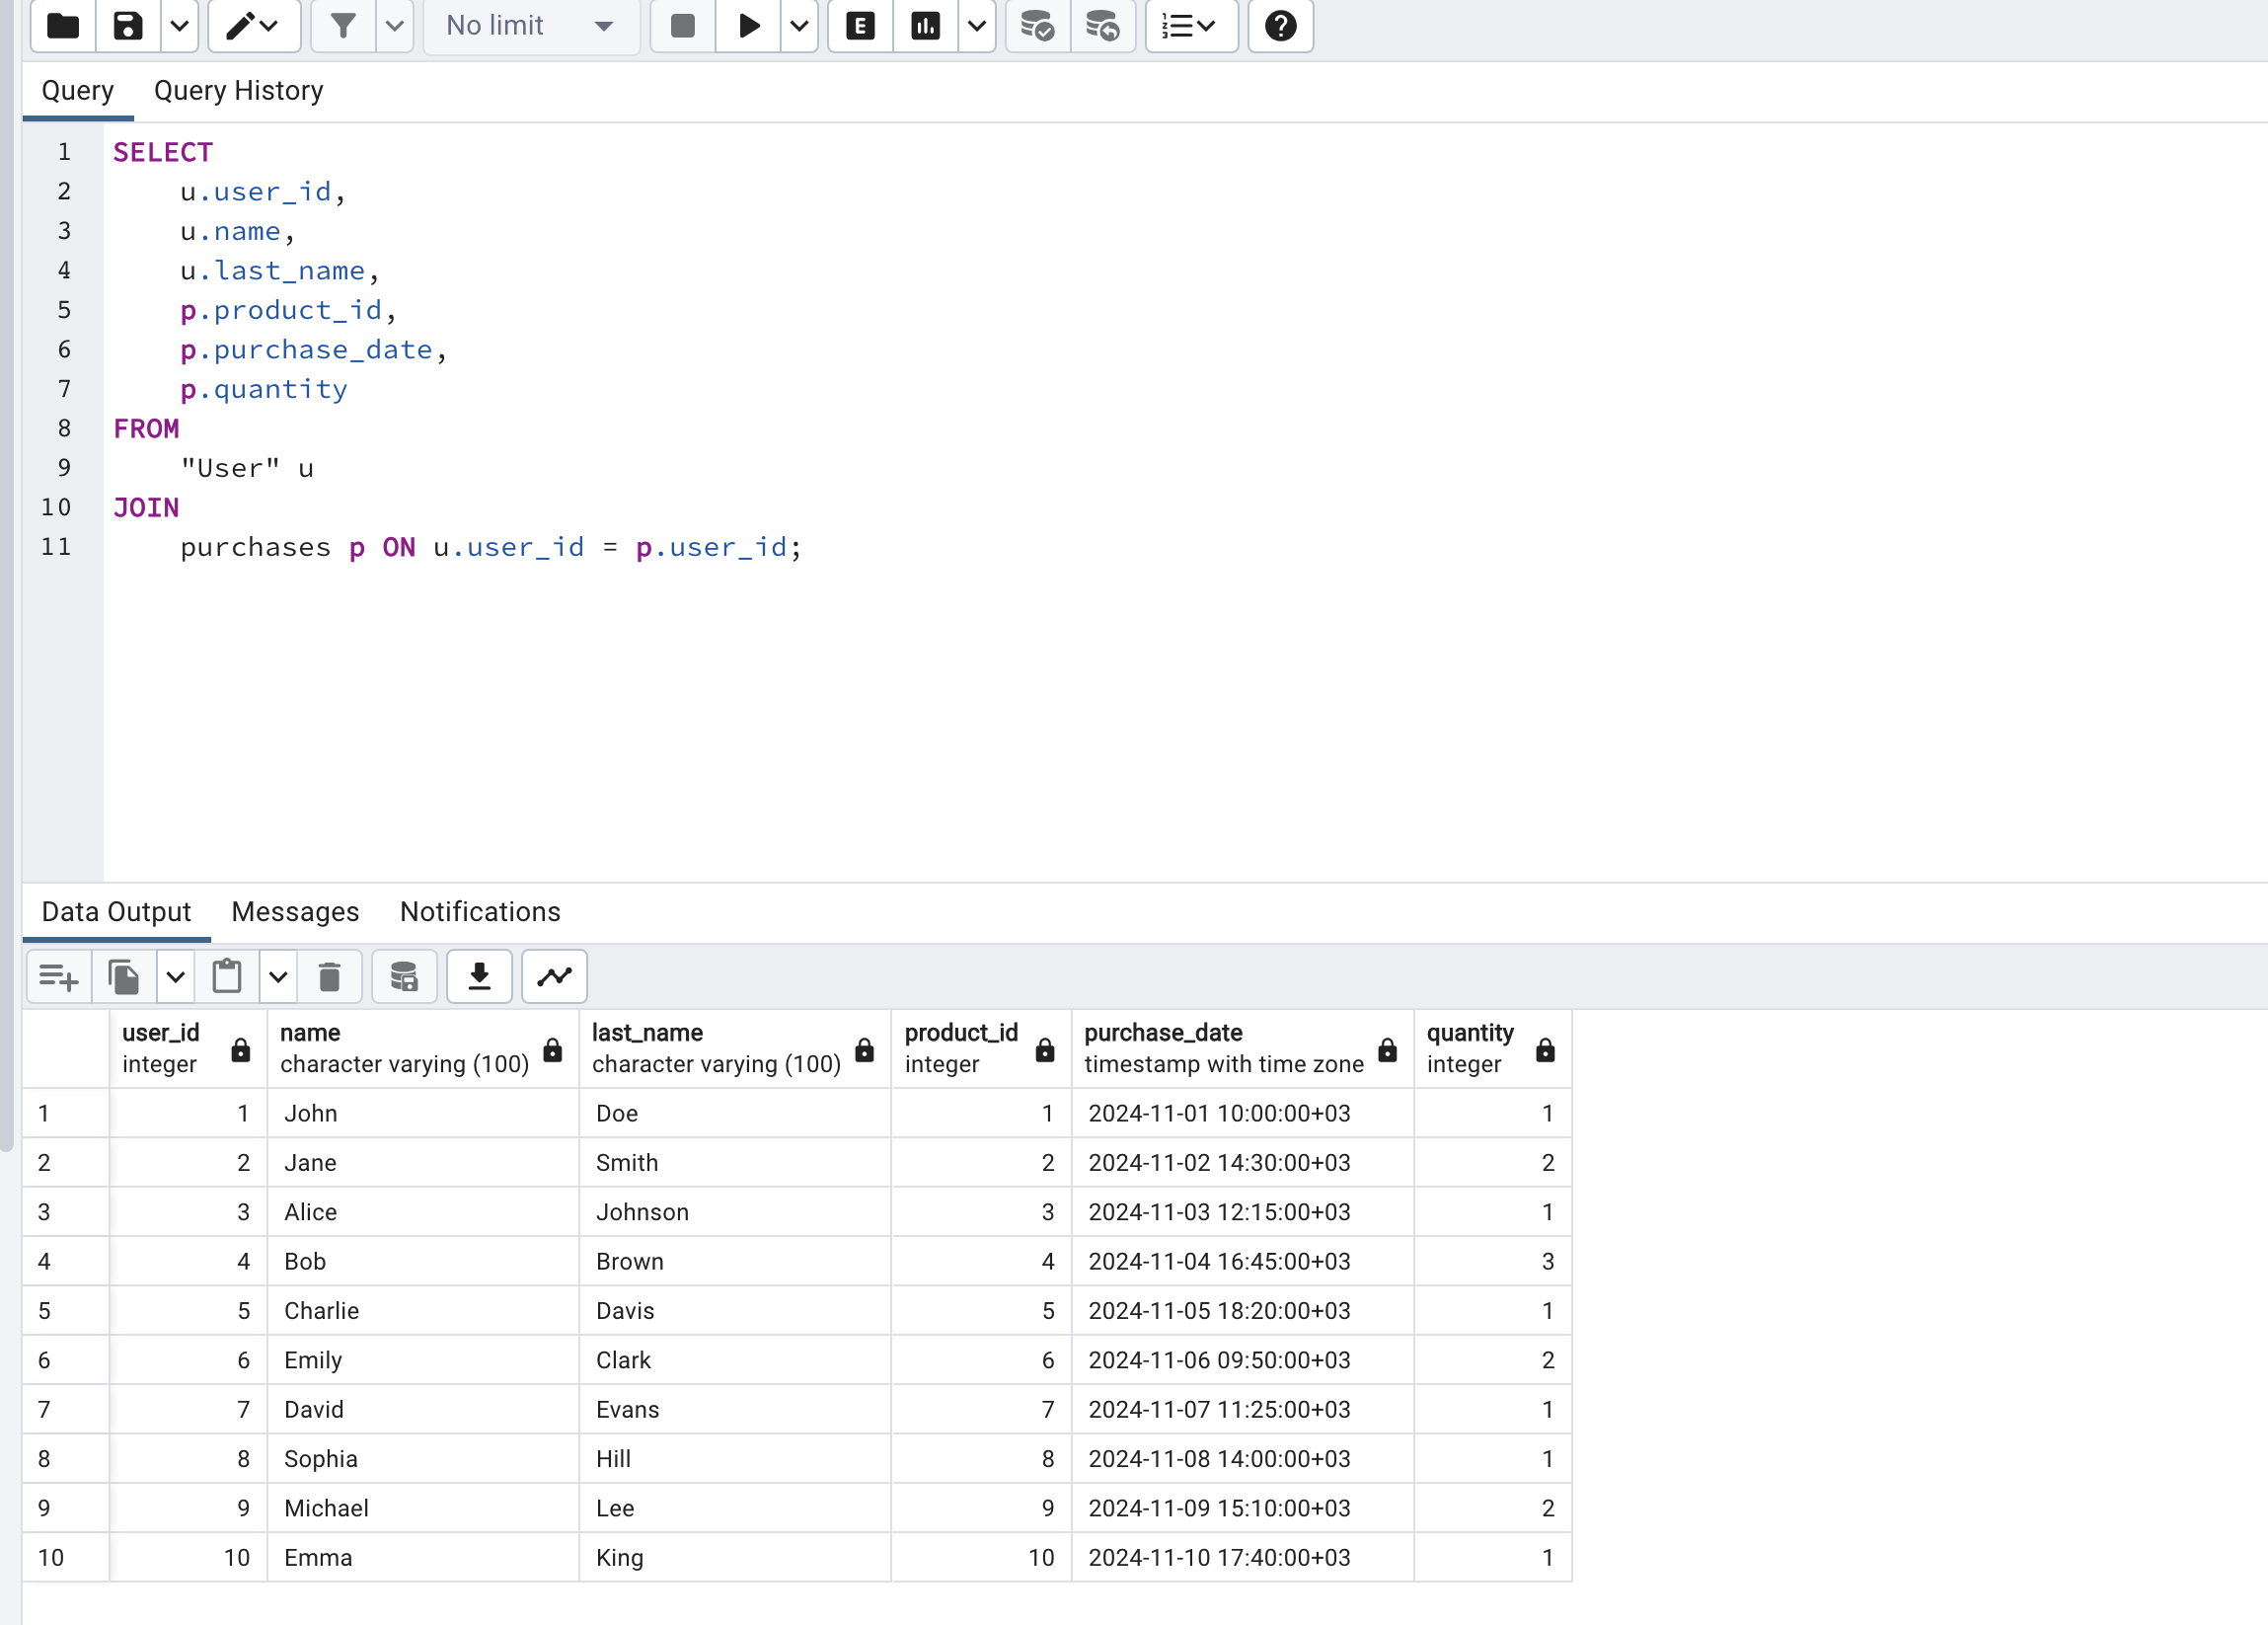 No limit
E
Query Query History
1 SELECT
2 u.user_id,
3 u.name,
4 u.last_name,
5 p.product_id,
6 p.purchase_date,
7 p.quantity
8 FROM
9 "User" u
10 JOIN
11 purchases p ON u.user_id = p.user_id;
Data Output Messages Notifications
user_id name last_name product_id purchase_date quantity
integer character varying (100) character varying (100) integer timestamp with time zone integer
1 1 John Doe 1 2024-11-01 10:00:00+03 1
2 2 Jane Smith 2 2024-11-02 14:30:00+03 2
3 3 Alice Johnson 3 2024-11-03 12:15:00+03 1
4 4 Bob Brown 4 2024-11-04 16:45:00+03 3
5 5 Charlie Davis 5 2024-11-05 18:20:00+03 1
6 6 Emily Clark 6 2024-11-06 09:50:00+03 2
7 7 David Evans 7 2024-11-07 11:25:00+03 1
8 8 Sophia Hill 8 2024-11-08 14:00:00+03 1
9 9 Michael Lee 9 2024-11-09 15:10:00+03 2
10 10 Emma King 10 2024-11-10 17:40:00+03 1